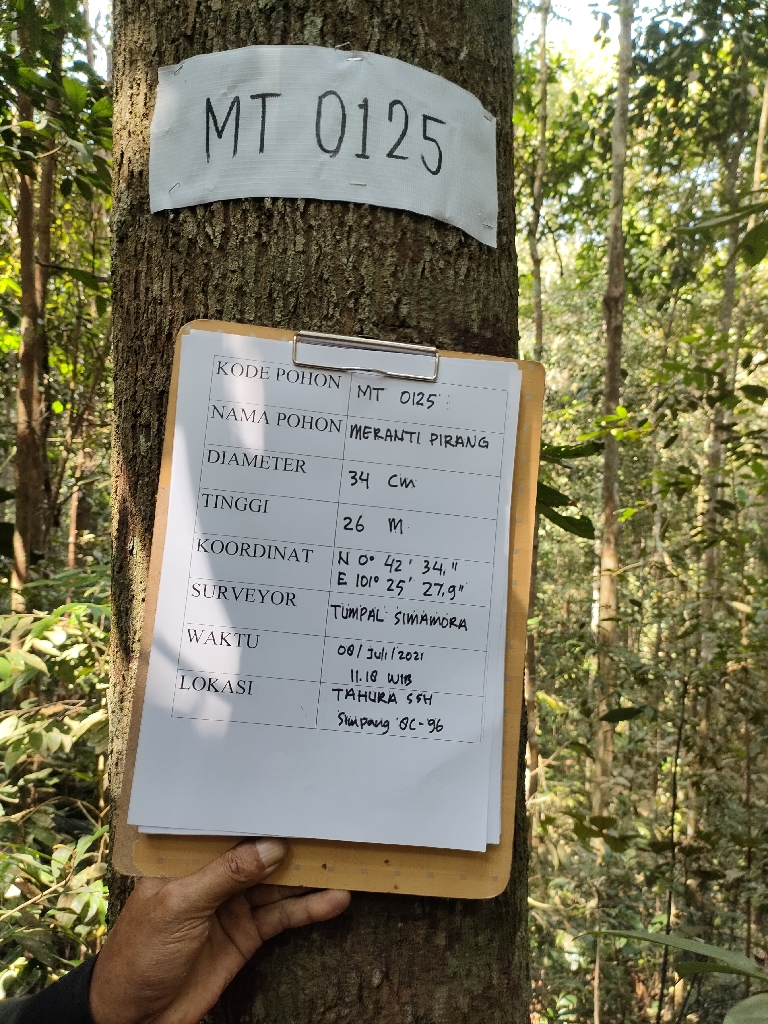 MT 0125
KODE POHON MT 0125
NAMA POHON MERANTI PIRANG
DIAMETER 34 cm
TINGGI 26 M
KOORDINAT N 0° 42' 34,"
E 101° 25' 27,9"
SURVEYOR TUMPAL SIMAMORA
WAKTU 08/Juli/2021
11.18 WIB
LOKASI TAHURA SSH
Simpang OC-96